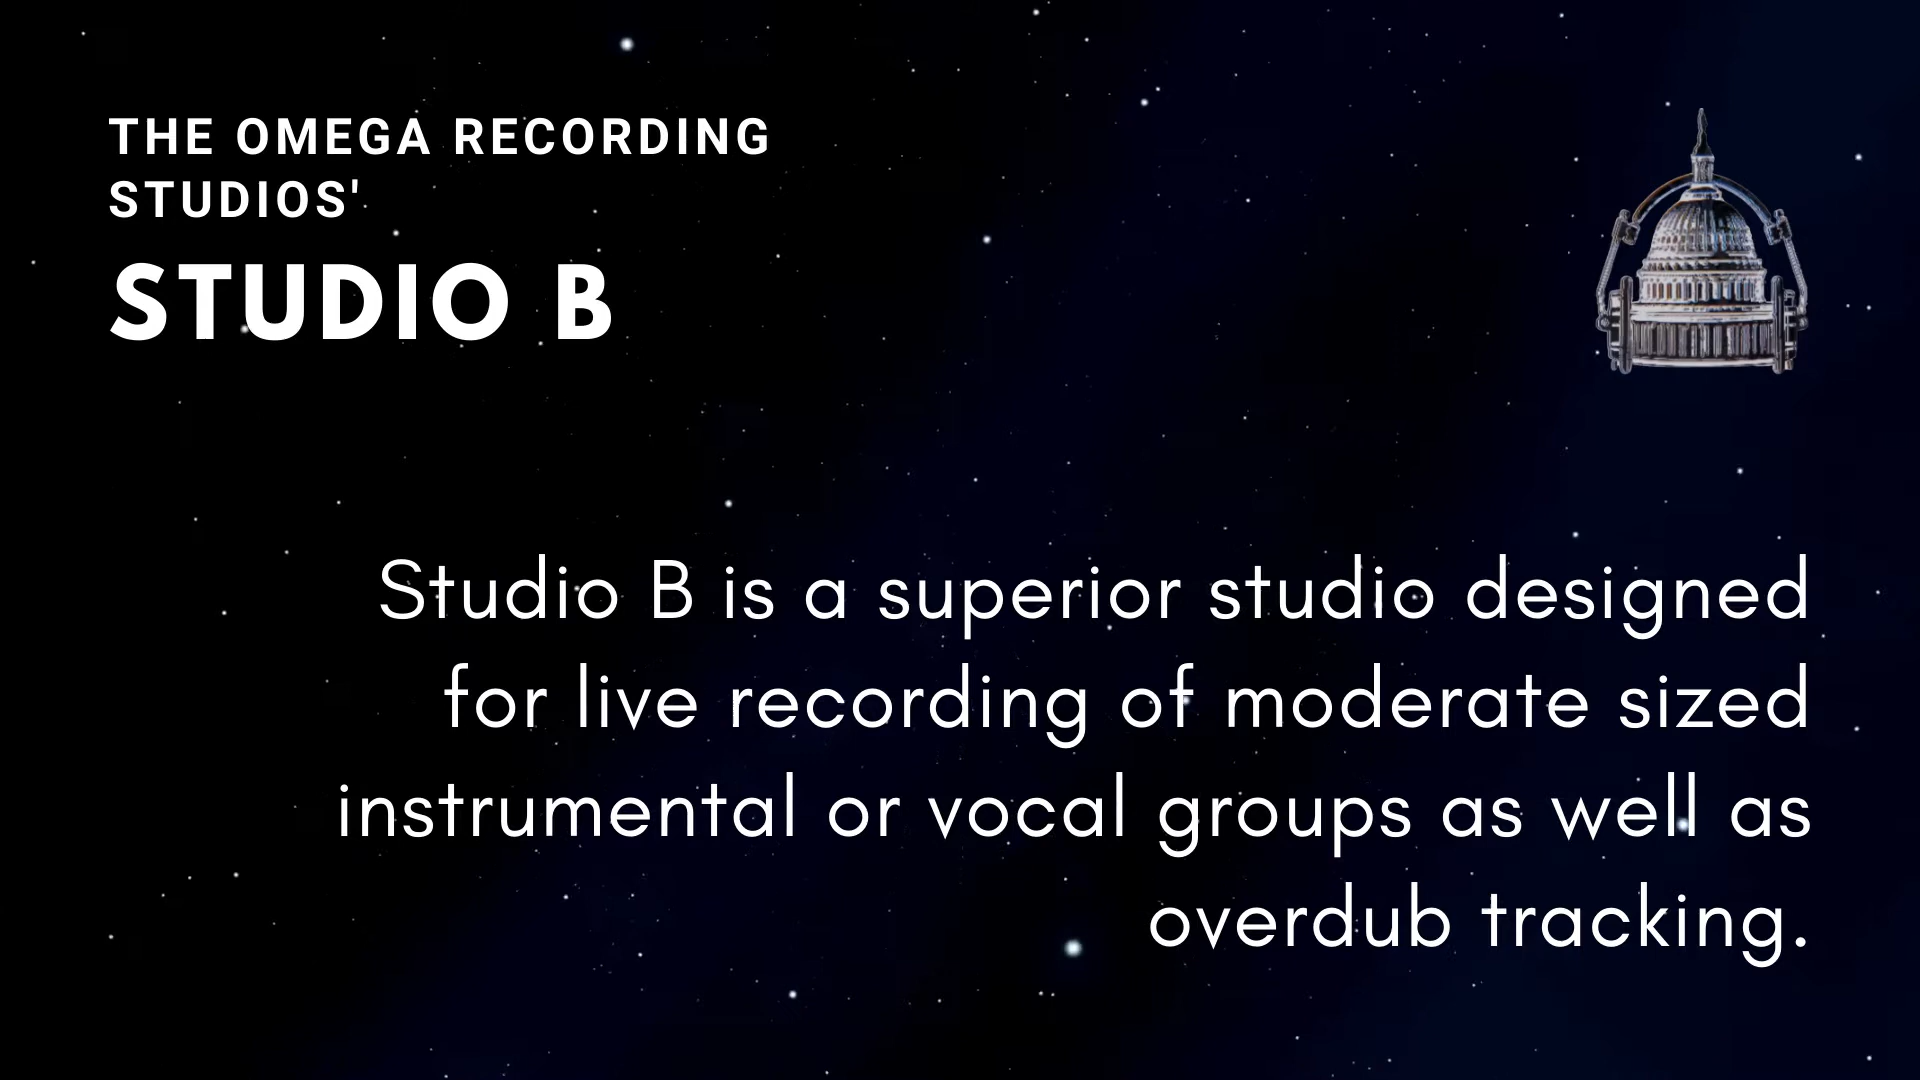 THE OMEGA RECORDING
STUDIOS'
STUDIO B
Studio B is a superior studio designed
for live recording of moderate sized
instrumental or vocal groups as well as
overdub tracking.